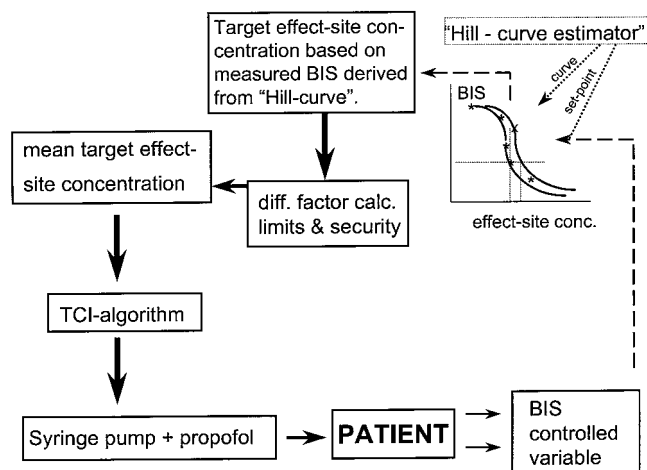 Target effect-site con-
centration based on
measured BIS derived
from “Hill-curve”.
“Hill - curve estimator”
curve
set-point
BIS
effect-site conc.
mean target effect-
site concentration
diff. factor calc.
limits & security
TCI-algorithm
Syringe pump + propofol
PATIENT
BIS
controlled
variable